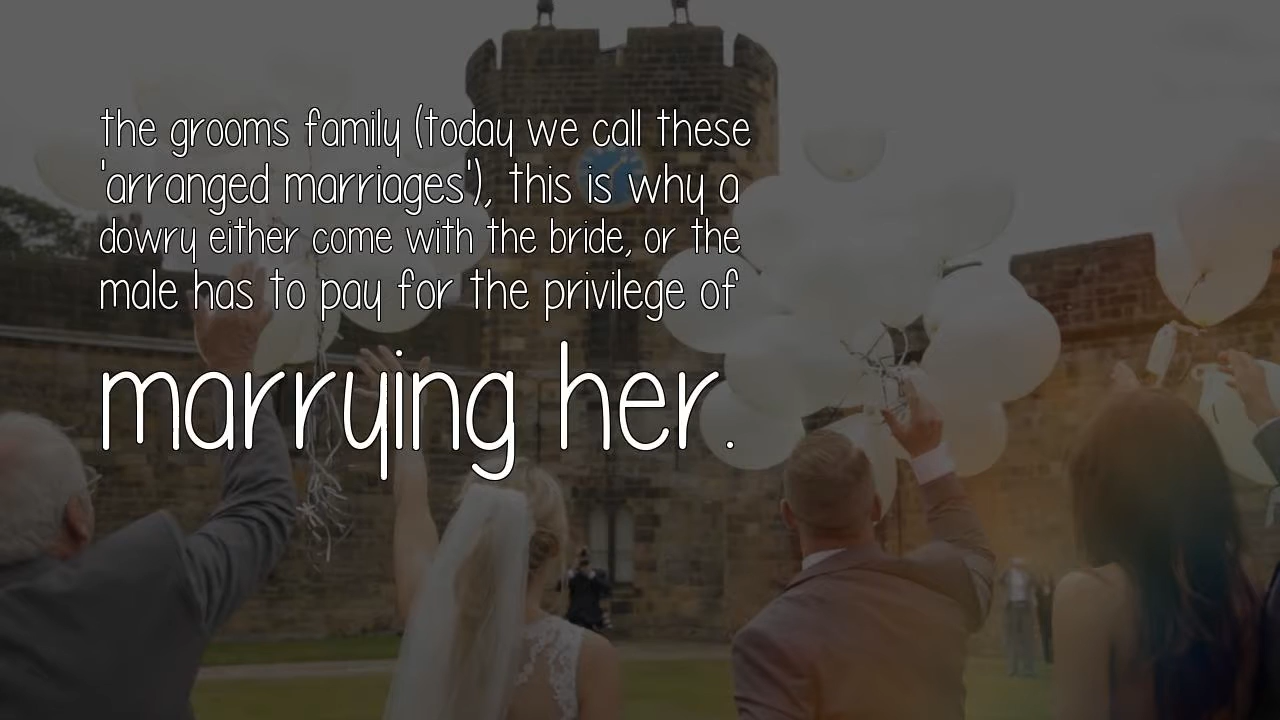 the grooms family (today we call these
'arranged marriages'), this is why a
dowry either come with the bride, or the
male has to pay for the privilege of
marrying her.